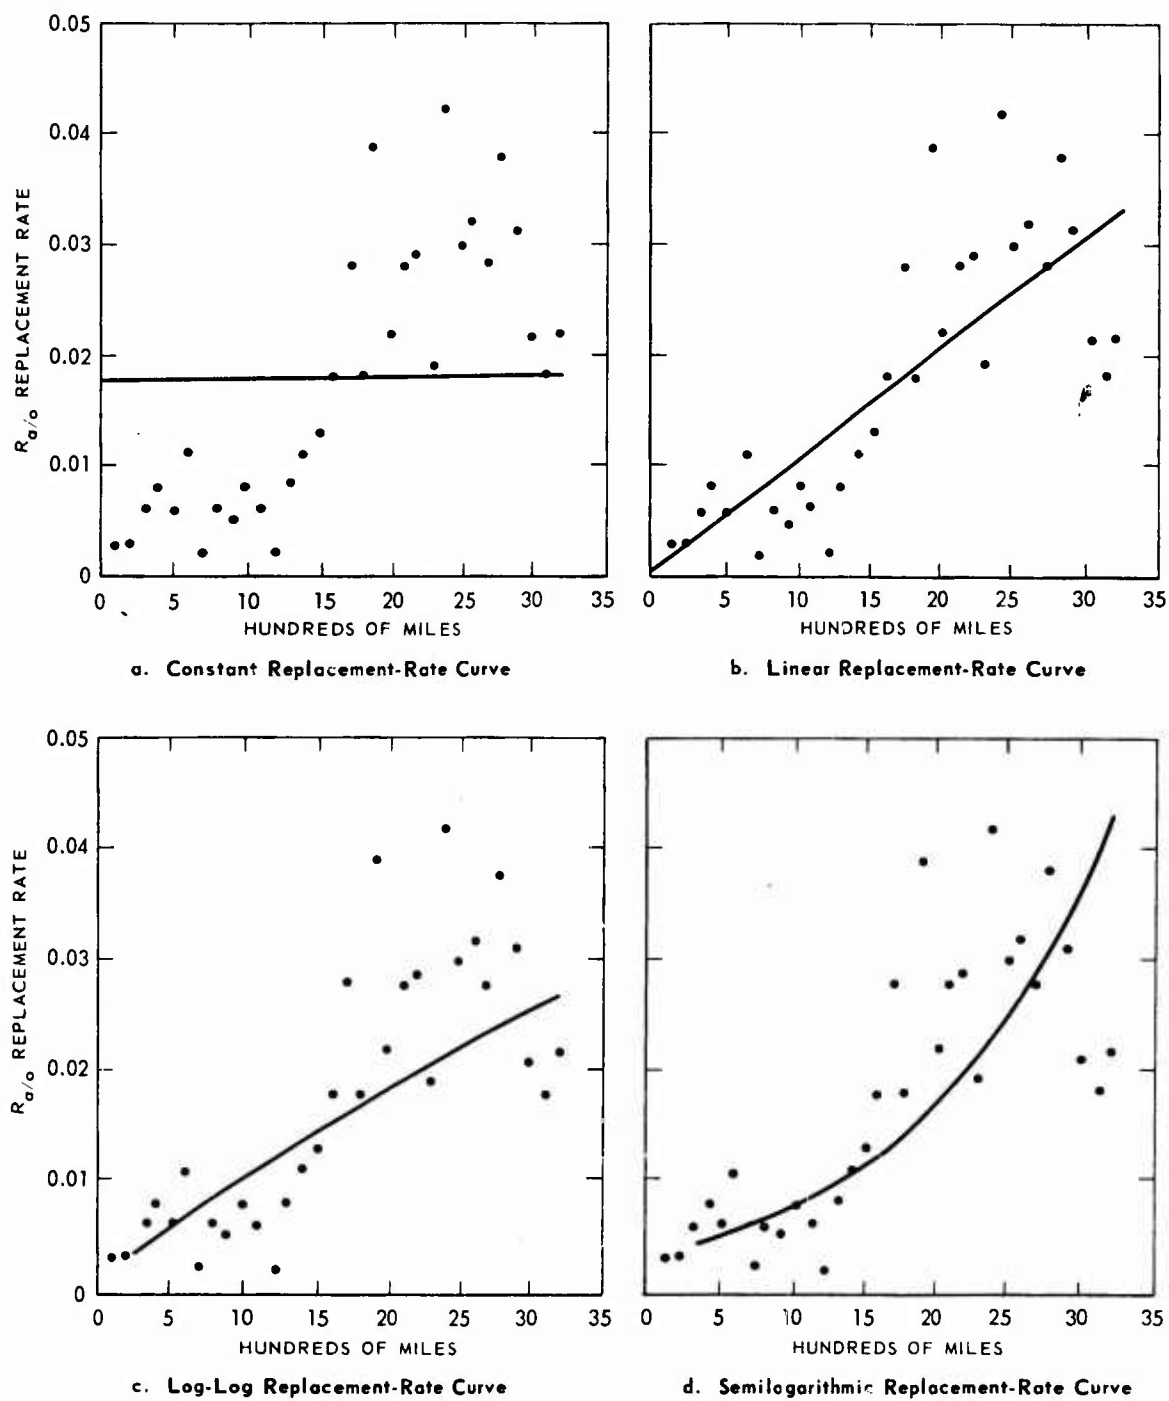 0.05
0.04
0.03
0.02
0.01
0
R a/o REPLACEMENT RATE
0 5 10 15 20 25 30 35
HUNDREDS OF MILES
a. Constant Replacement-Rate Curve
0 5 10 15 20 25 30 35
HUNDREDS OF MILES
b. Linear Replacement-Rate Curve
0.05
0.04
0.03
0.02
0.01
0
R a/o REPLACEMENT RATE
0 5 10 15 20 25 30 35
HUNDREDS OF MILES
c. Log-Log Replacement-Rate Curve
0 5 10 15 20 25 30 35
HUNDREDS OF MILES
d. Semilogarithmic Replacement-Rate Curve